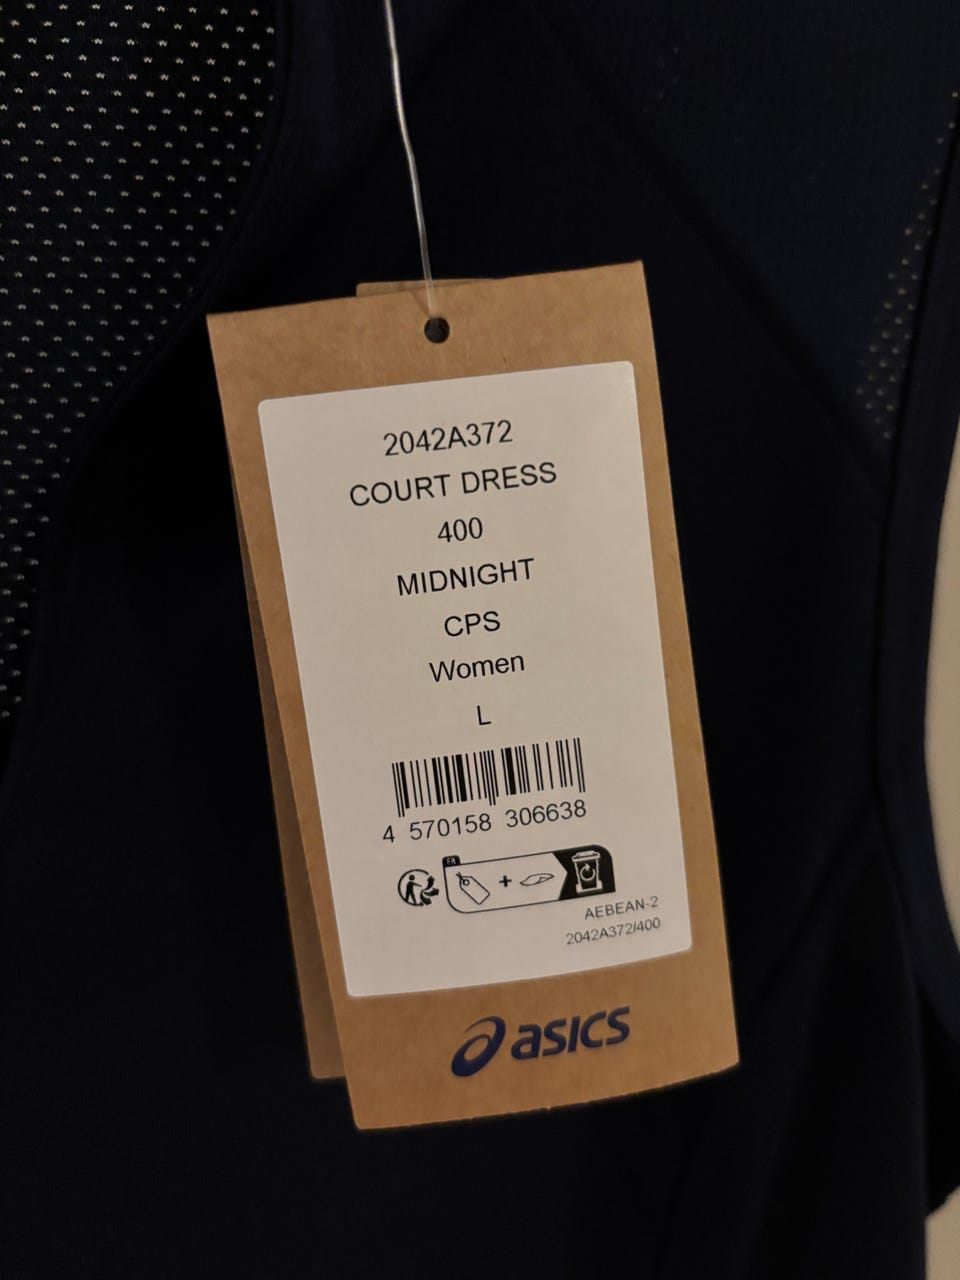 2042A372
COURT DRESS
400
MIDNIGHT
CPS
Women
L
4 570158 306638
FR
+
AEBEAN-2
2042A372/400
asics